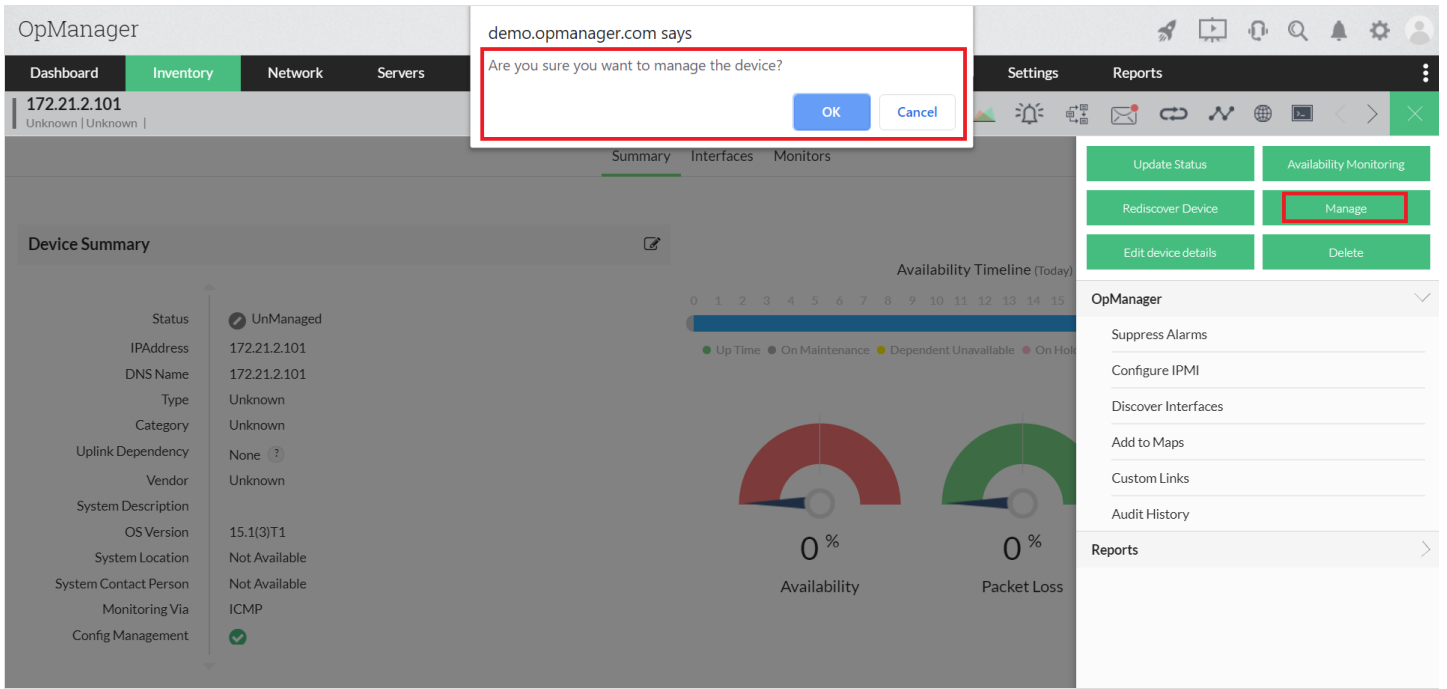 OpManager
demo.opmanager.com says
Are you sure you want to manage the device?
OK
Cancel
Dashboard
Inventory
Network
Servers
Settings
Reports
172.21.2.101
Unknown | Unknown |
Summary
Interfaces
Monitors
Update Status
Availability Monitoring
Rediscover Device
Manage
Edit device details
Delete
OpManager
Suppress Alarms
Configure IPMI
Discover Interfaces
Add to Maps
Custom Links
Audit History
Reports
Device Summary
Status UnManaged
IPAddress 172.21.2.101
DNS Name 172.21.2.101
Type Unknown
Category Unknown
Uplink Dependency None ?
Vendor Unknown
System Description
OS Version 15.1(3)T1
System Location Not Available
System Contact Person Not Available
Monitoring Via ICMP
Config Management
Availability Timeline (Today)
0 1 2 3 4 5 6 7 8 9 10 11 12 13 14 15
Up Time On Maintenance Dependent Unavailable On Hold
0 %
Availability
0 %
Packet Loss